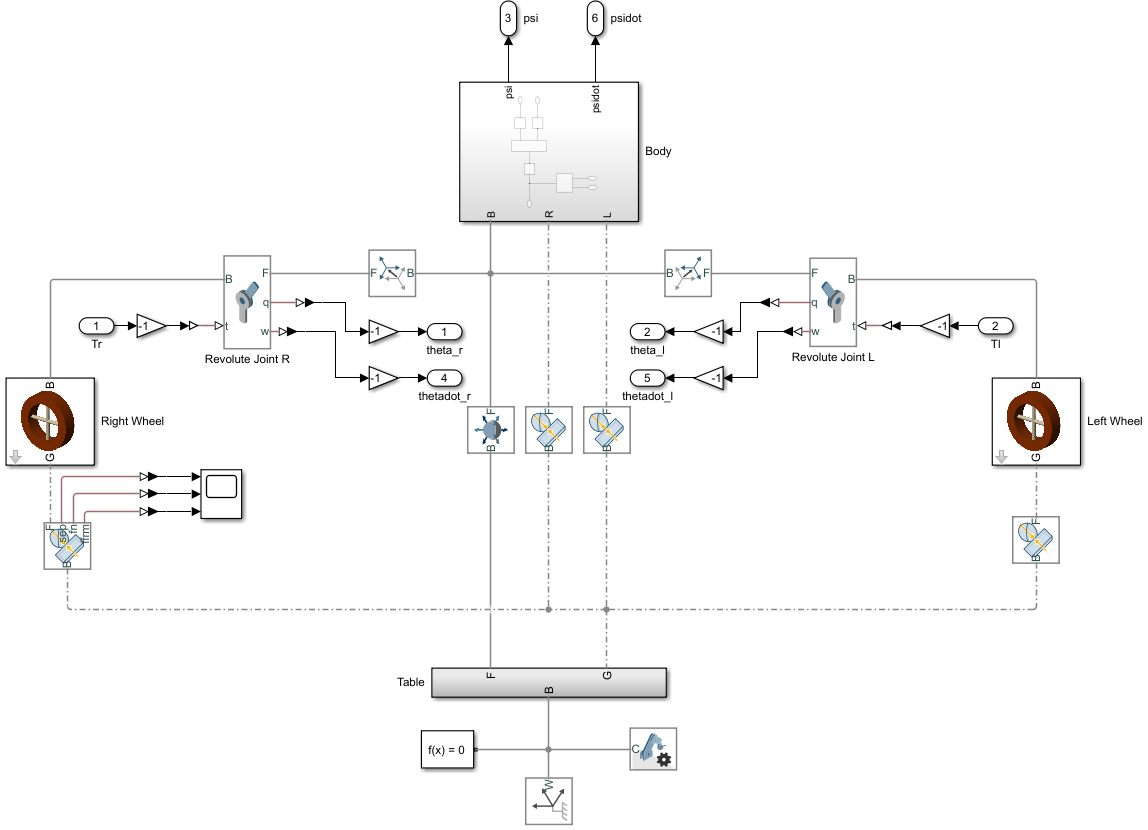 3 psi
6 psidot
psi
psidot
Body
B
R
L
B
F
F
B
B
F
F
B
q
q
1
-1
t
w
w
t
-1
2
Tr
-1
1
2
-1
Tl
theta_r
theta_l
Revolute Joint R
Revolute Joint L
-1
4
5
-1
thetadot_r
thetadot_l
B
B
Right Wheel
Left Wheel
G
G
F
F
F
B
B
B
F
sep
fn
ffrm
B
F
B
Table
F
B
G
f(x) = 0
C
W